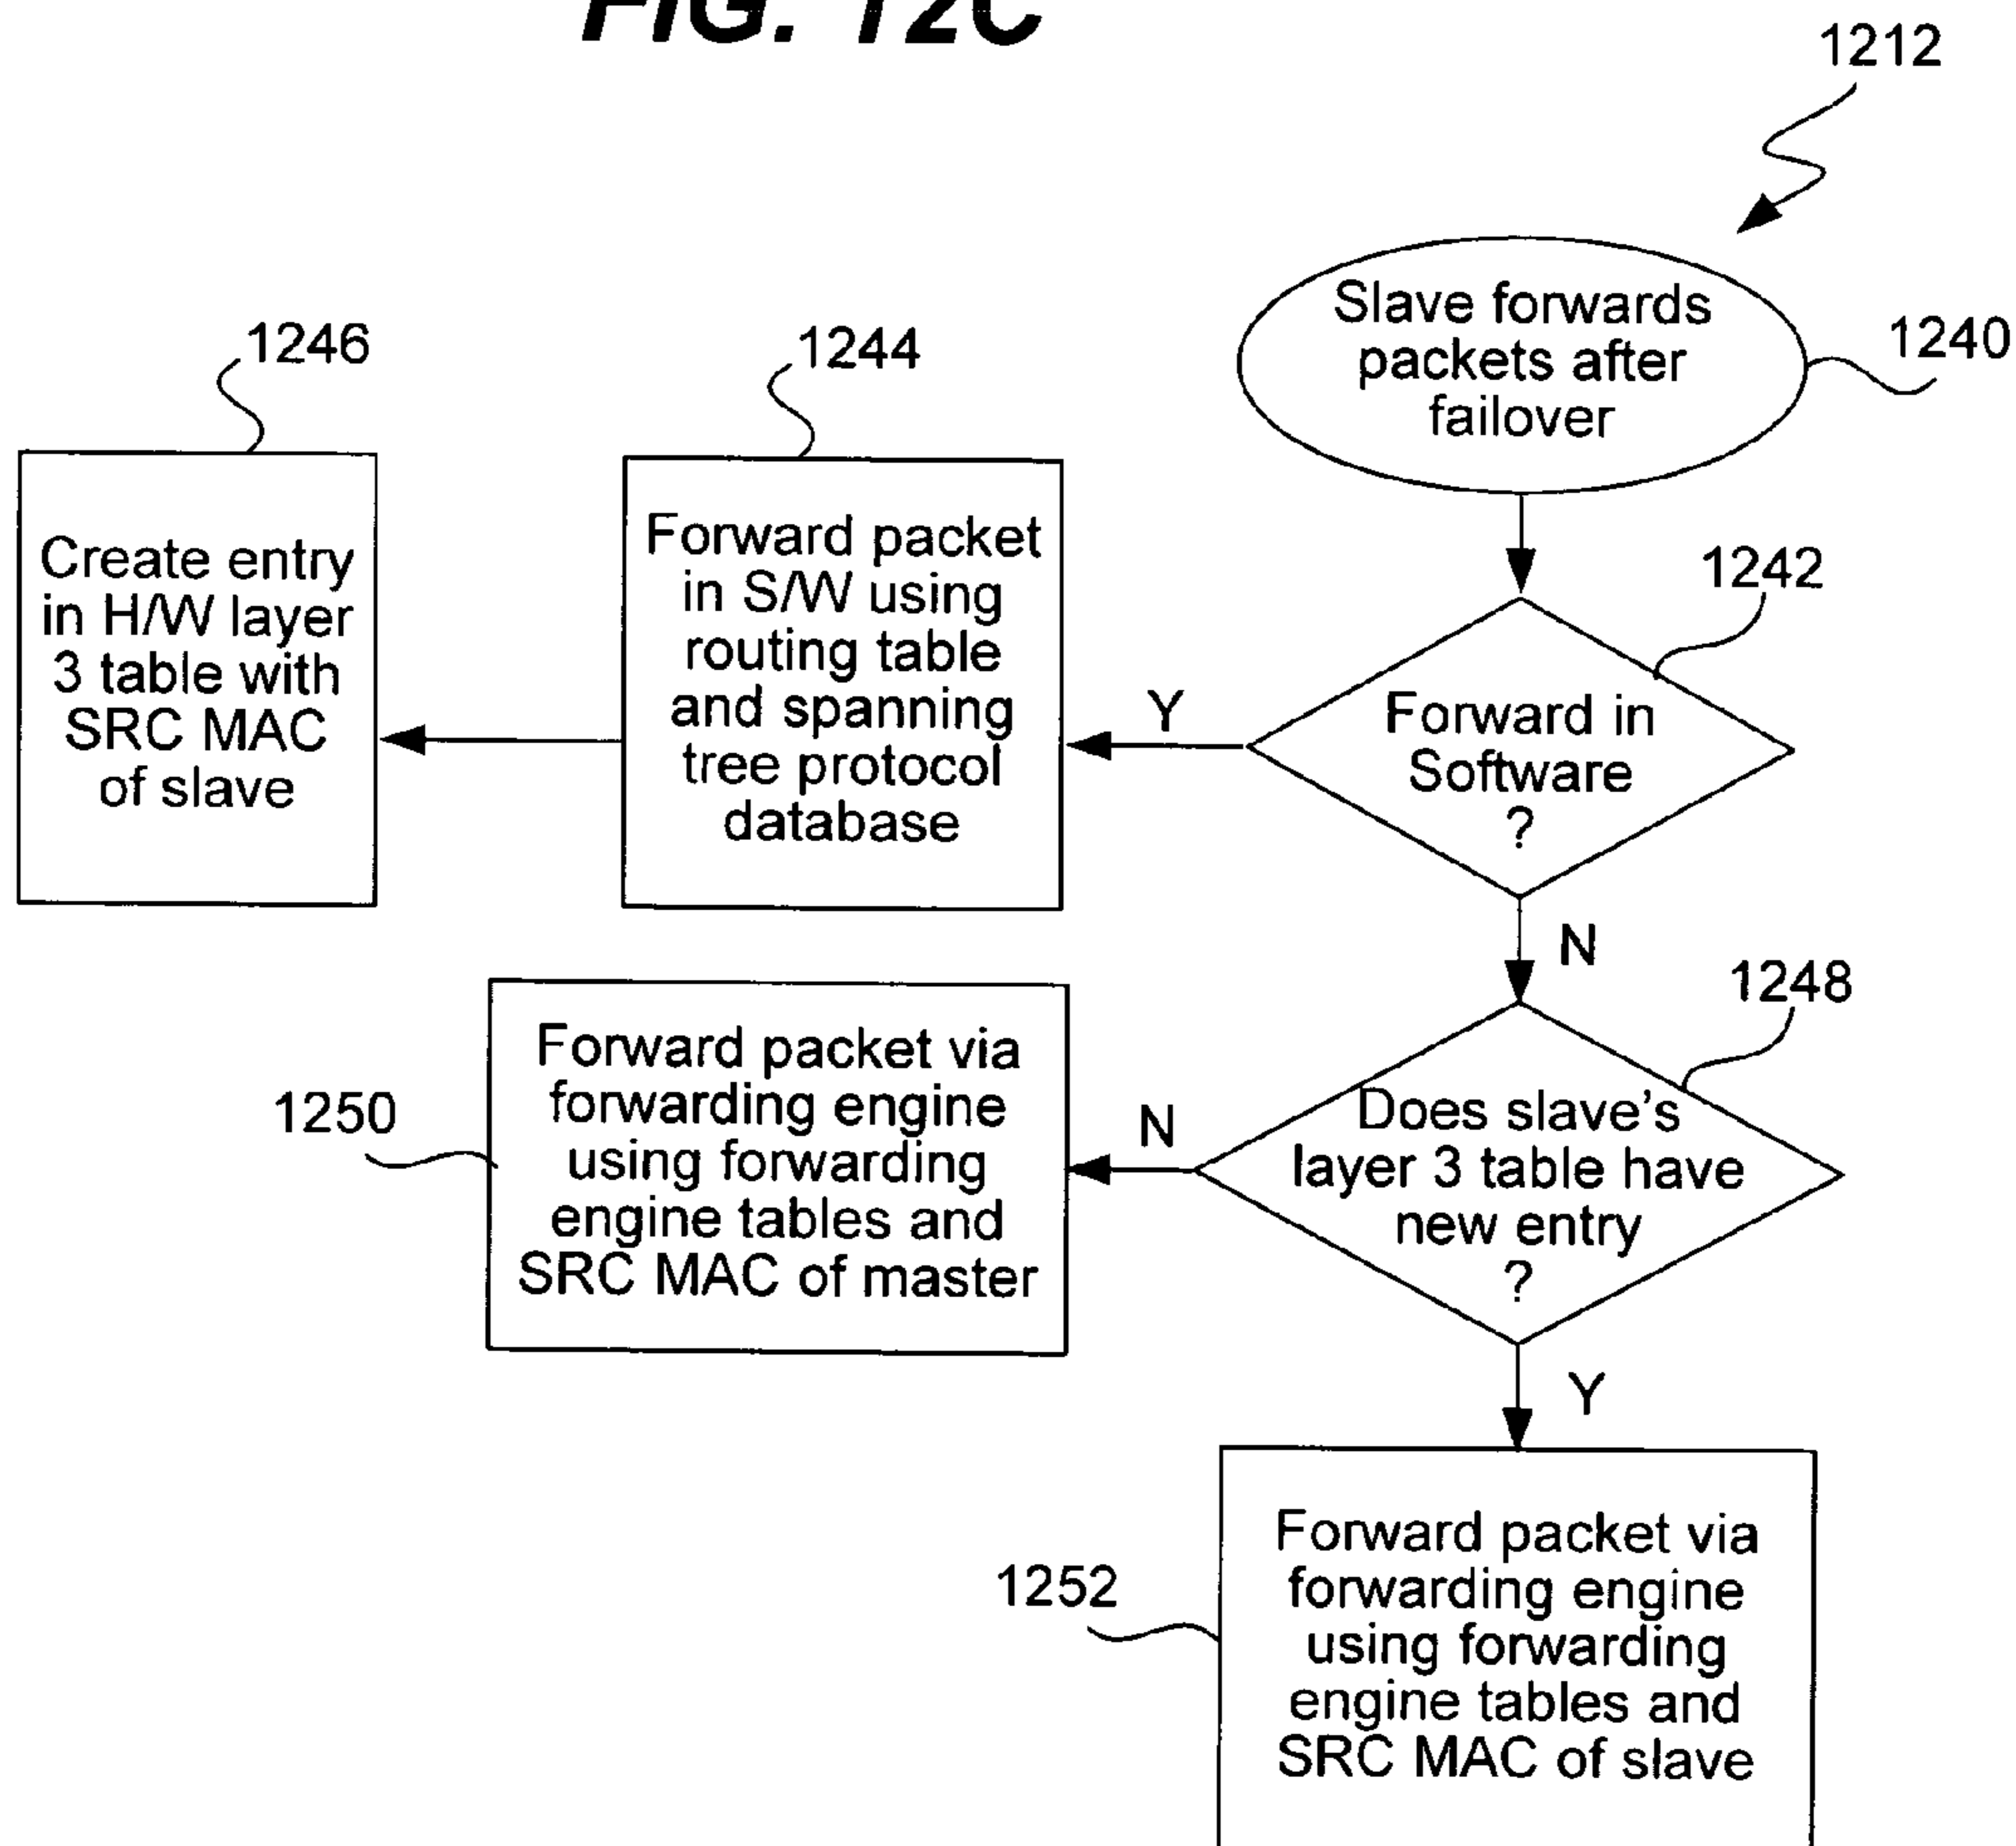 FIG. 12C
1212
Slave forwards
packets after
failover
1240
1246
1244
Create entry
in H/W layer
3 table with
SRC MAC
of slave
Forward packet
in S/W using
routing table
and spanning
tree protocol
database
1242
Y
Forward in
Software
?
N
1248
1250
Forward packet via
forwarding engine
using forwarding
engine tables and
SRC MAC of master
N
Does slave's
layer 3 table have
new entry
?
Y
1252
Forward packet via
forwarding engine
using forwarding
engine tables and
SRC MAC of slave